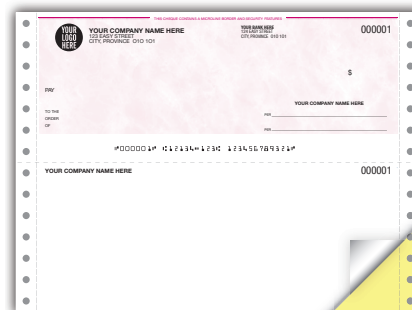 THIS CHEQUE CONTAINS A MICROLINE BORDER AND SECURITY FEATURES
YOUR
LOGO
HERE
YOUR COMPANY NAME HERE
123 EASY STREET
CITY, PROVINCE O1O 1O1
YOUR BANK HERE
123 EASY STREET
CITY, PROVINCE O1O 1O1
000001
$
PAY
TO THE
ORDER
OF
YOUR COMPANY NAME HERE
PER
PER
⑈000001⑈ ⑆12134⑉123⑆ 123456789321⑈
YOUR COMPANY NAME HERE
000001